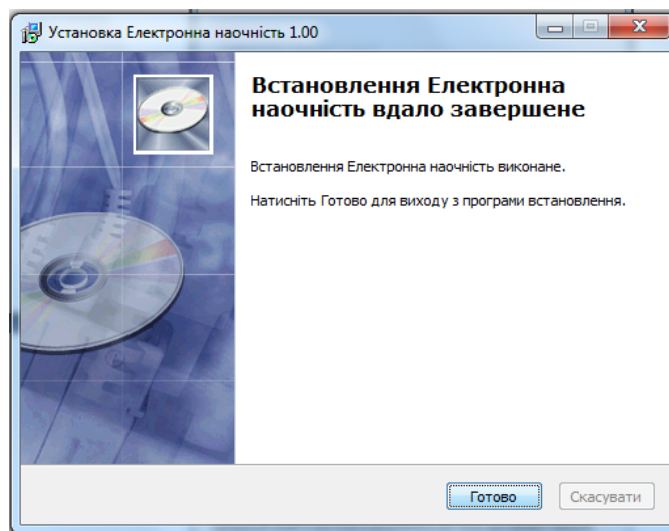 Установка Електронна наочність 1.00
Встановлення Електронна
наочність вдало завершене
Встановлення Електронна наочність виконане.
Натисніть Готово для виходу з програми встановлення.
Готово
Скасувати